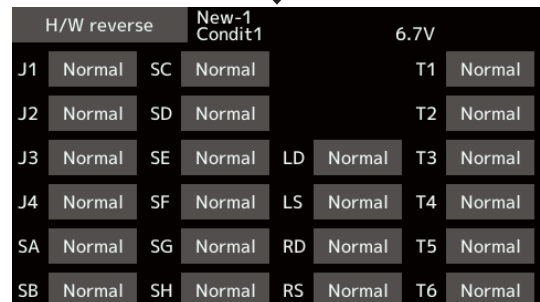 H/W reverse New-1 Condit1 6.7V
J1 Normal SC Normal T1 Normal
J2 Normal SD Normal T2 Normal
J3 Normal SE Normal LD Normal T3 Normal
J4 Normal SF Normal LS Normal T4 Normal
SA Normal SG Normal RD Normal T5 Normal
SB Normal SH Normal RS Normal T6 Normal